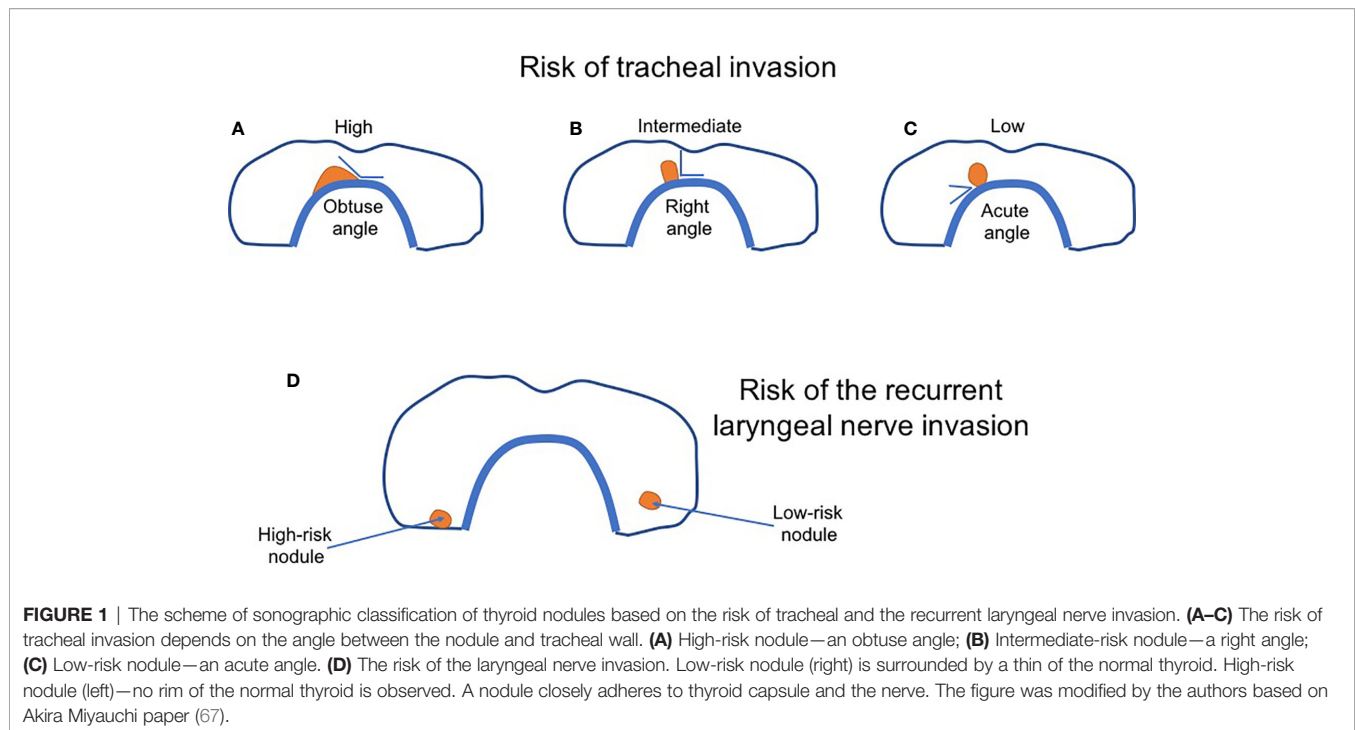 Risk of tracheal invasion
A
High
Obtuse
angle
B
Intermediate
Right
angle
C
Low
Acute
angle
D
Risk of the recurrent
laryngeal nerve invasion
High-risk
nodule
Low-risk
nodule
FIGURE 1 | The scheme of sonographic classification of thyroid nodules based on the risk of tracheal and the recurrent laryngeal nerve invasion. (A–C) The risk of
tracheal invasion depends on the angle between the nodule and tracheal wall. (A) High-risk nodule—an obtuse angle; (B) Intermediate-risk nodule—a right angle;
(C) Low-risk nodule—an acute angle. (D) The risk of the laryngeal nerve invasion. Low-risk nodule (right) is surrounded by a thin of the normal thyroid. High-risk
nodule (left)—no rim of the normal thyroid is observed. A nodule closely adheres to thyroid capsule and the nerve. The figure was modified by the authors based on
Akira Miyauchi paper (67).